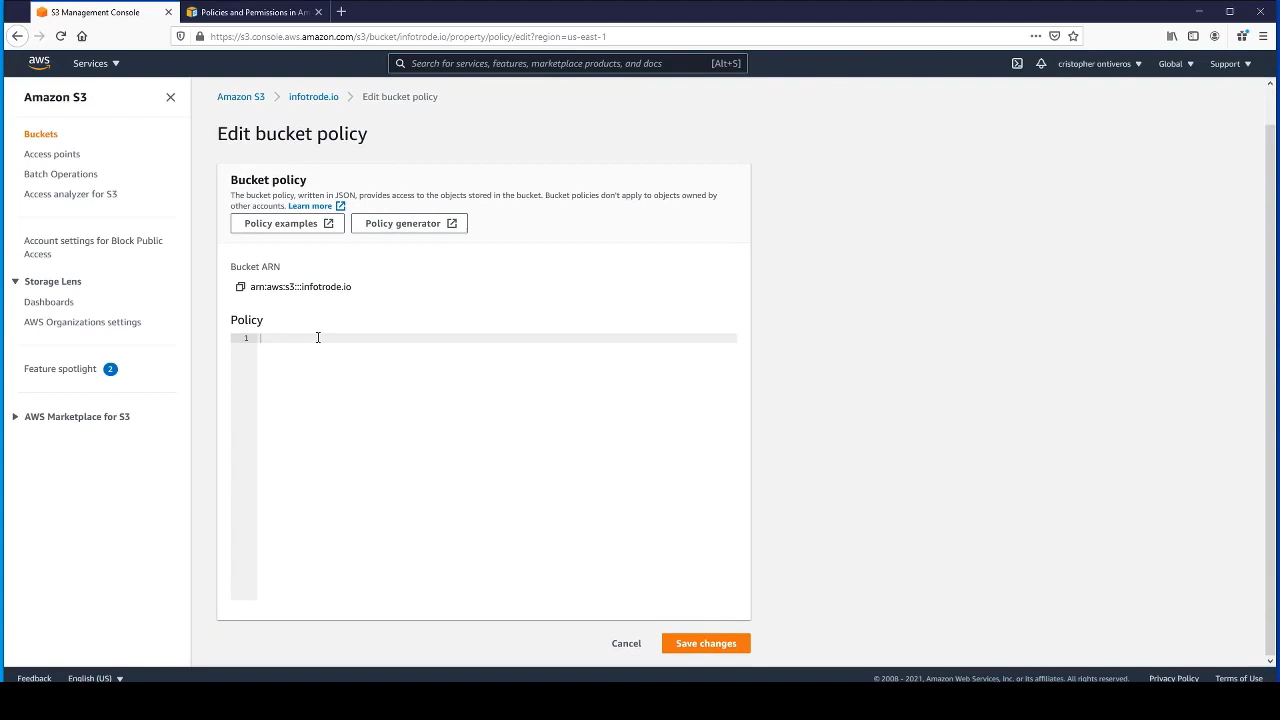 S3 Management Console
Policies and Permissions in Am
https://s3.console.aws.amazon.com/s3/bucket/infotrode.io/property/policy/edit?region=us-east-1
aws
Services
Search for services, features, marketplace products, and docs
[Alt+S]
cristopher ontiveros
Global
Support
Amazon S3
Buckets
Access points
Batch Operations
Access analyzer for S3
Account settings for Block Public
Access
Storage Lens
Dashboards
AWS Organizations settings
Feature spotlight
2
AWS Marketplace for S3
Amazon S3
infotrode.io
Edit bucket policy
Edit bucket policy
Bucket policy
The bucket policy, written in JSON, provides access to the objects stored in the bucket. Bucket policies don't apply to objects owned by
other accounts. Learn more
Policy examples
Policy generator
Bucket ARN
arn:aws:s3:::infotrode.io
Policy
1
Cancel
Save changes
Feedback
English (US)
© 2008 - 2021, Amazon Web Services, Inc. or its affiliates. All rights reserved.
Privacy Policy
Terms of Use